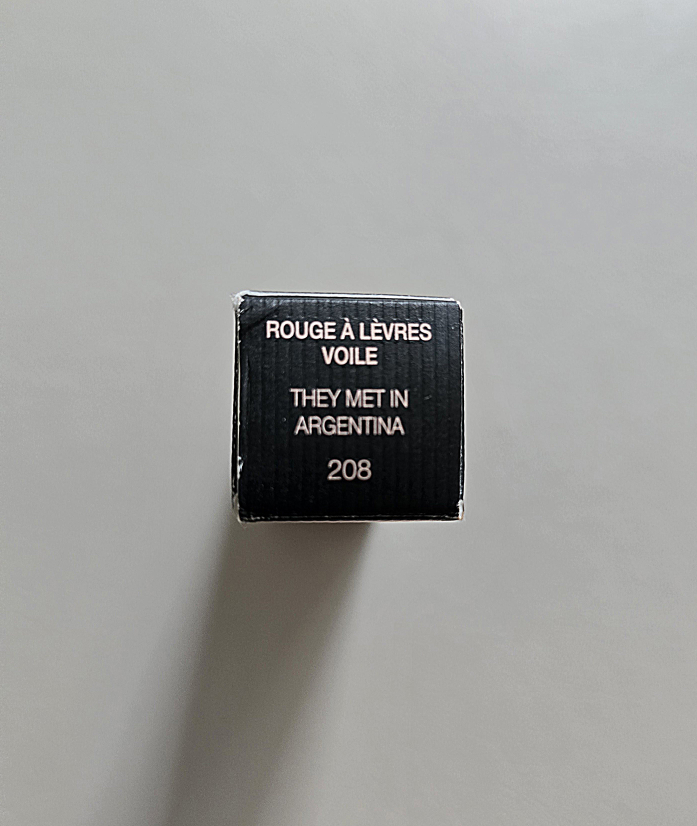 ROUGE À LÈVRES
VOILE
THEY MET IN
ARGENTINA
208